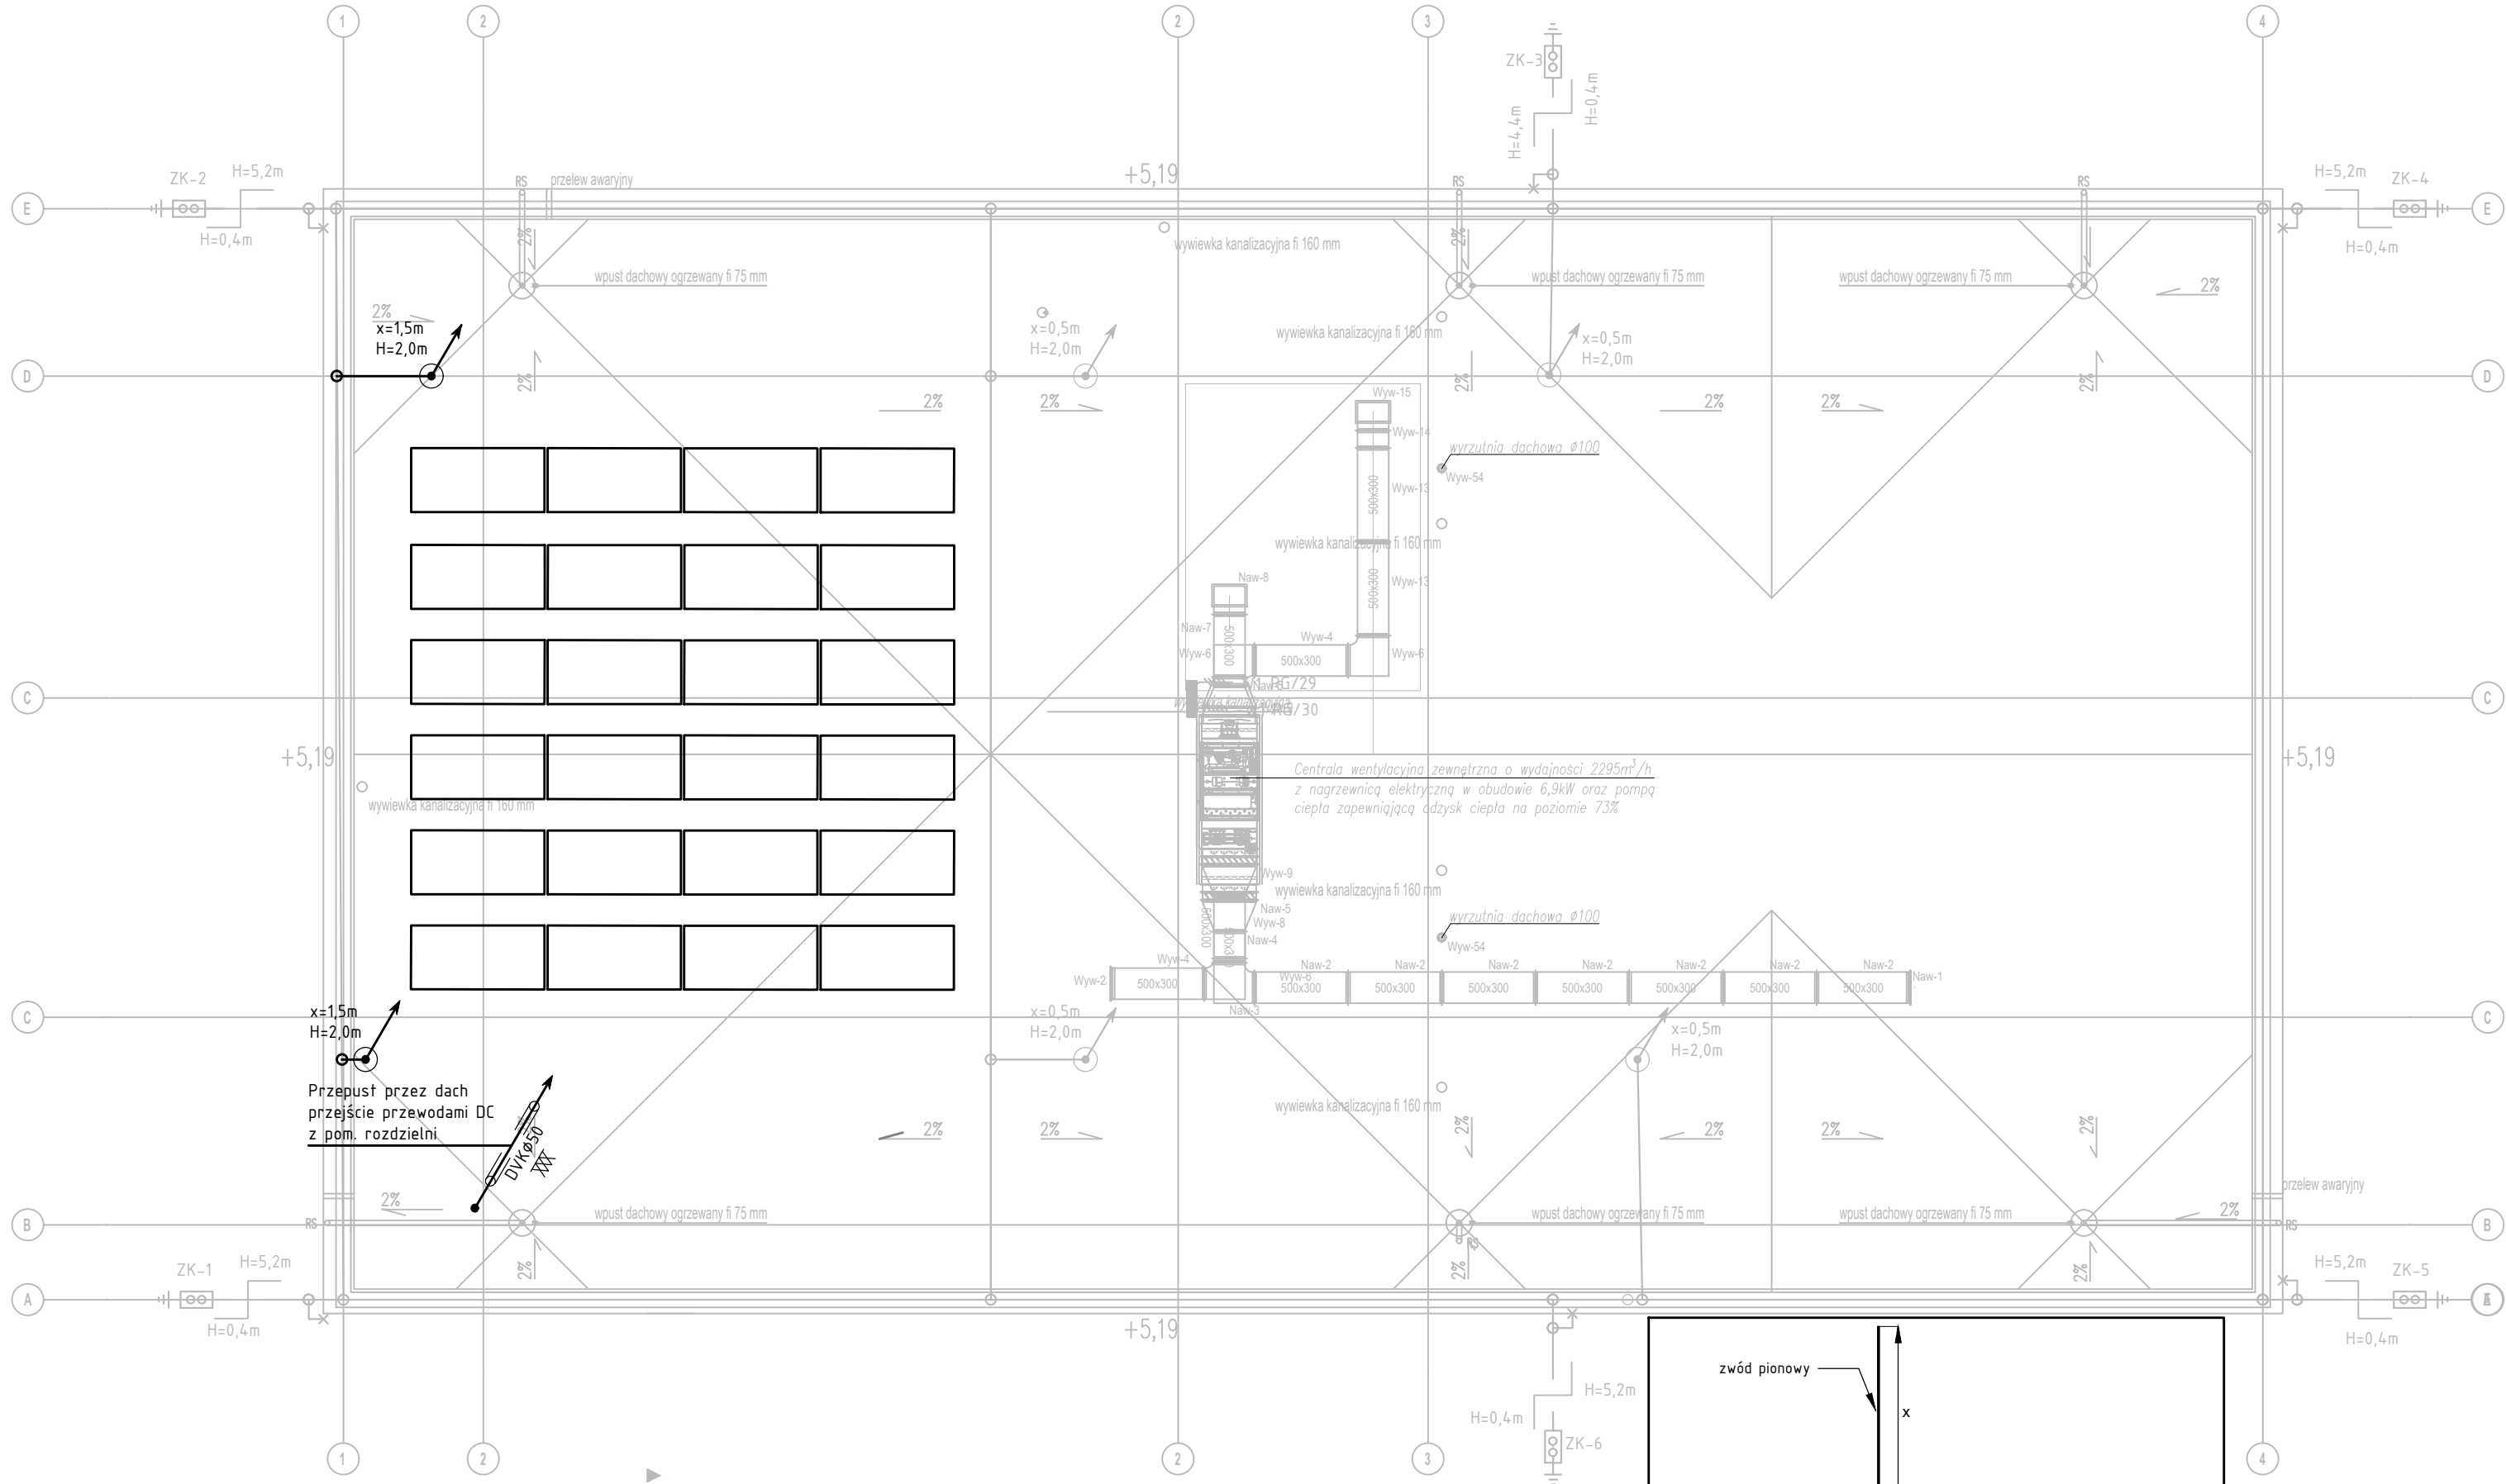 1
2
2
3
4
ZK-3
H=0,4m
H=4,4m
ZK-2
H=5,2m
H=0,4m
RS
przelew awaryjny
+5,19
RS
RS
H=5,2m
ZK-4
H=0,4m
E
E
2%
wywiewka kanalizacyjna fi 160 mm
2%
wpust dachowy ogrzewany fi 75 mm
wpust dachowy ogrzewany fi 75 mm
wpust dachowy ogrzewany fi 75 mm
2%
2%
x=1,5m
H=2,0m
x=0,5m
H=2,0m
wywiewka kanalizacyjna fi 160 mm
x=0,5m
H=2,0m
D
D
2%
2%
2%
2%
2%
2%
2%
Wyw-15
Wyw-14
wyrzutnia dachowa ø100
Wyw-54
Wyw-13
500x300
wywiewka kanalizacyjna fi 160 mm
Naw-8
Wyw-13
500x300
Naw-7
500x300
Wyw-4
Wyw-6
500x300
Wyw-6
RG/29
C
C
RG/30
+5,19
+5,19
Centrala wentylacyjna zewnętrzna o wydajności 2295m³/h
z nagrzewnicą elektryczną w obudowie 6,9kW oraz pompą
ciepła zapewniającą odzysk ciepła na poziomie 73%
wywiewka kanalizacyjna fi 160 mm
Wyw-9
wywiewka kanalizacyjna fi 160 mm
Naw-5
500x300
Wyw-8
wyrzutnia dachowa ø100
Naw-4
Wyw-54
Wyw-4
Naw-2
Naw-2
Naw-2
Naw-2
Naw-2
Naw-2
Naw-2
Wyw-2
500x300
Wyw-6
500x300
500x300
500x300
500x300
500x300
500x300
500x300
Naw-1
Naw-3
x=1,5m
H=2,0m
x=0,5m
H=2,0m
x=0,5m
H=2,0m
C
C
Przepust przez dach
przejście przewodami DC
z pom. rozdzielni
DVKø50
wywiewka kanalizacyjna fi 160 mm
2%
2%
2%
2%
2%
2%
2%
przelew awaryjny
wpust dachowy ogrzewany fi 75 mm
wpust dachowy ogrzewany fi 75 mm
wpust dachowy ogrzewany fi 75 mm
2%
B
RS
RS
B
RS
2%
2%
2%
ZK-1
H=5,2m
H=0,4m
A
H=5,2m
ZK-5
H=0,4m
+5,19
zwód pionowy
x
H=5,2m
H=0,4m
ZK-6
1
2
2
3
4